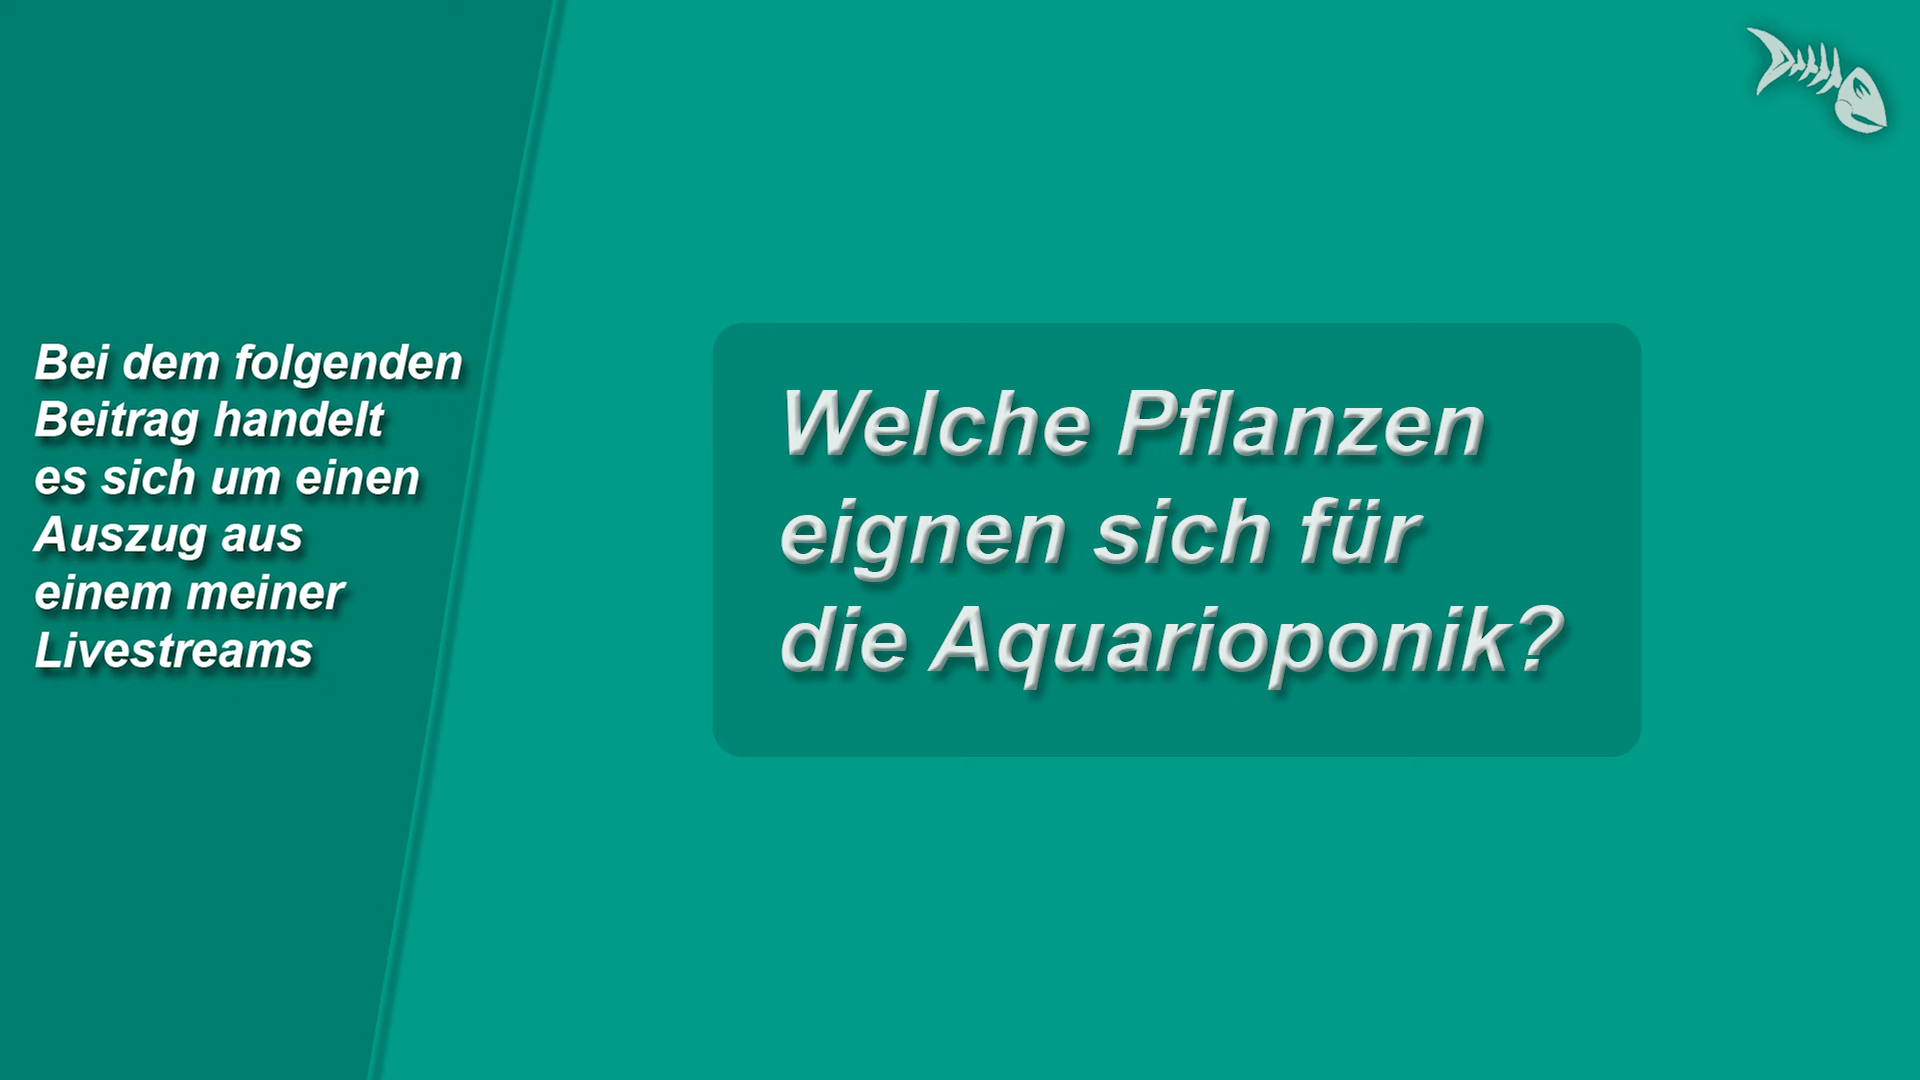 Bei dem folgenden
Beitrag handelt
es sich um einen
Auszug aus
einem meiner
Livestreams
Welche Pflanzen
eignen sich für
die Aquarioponik?